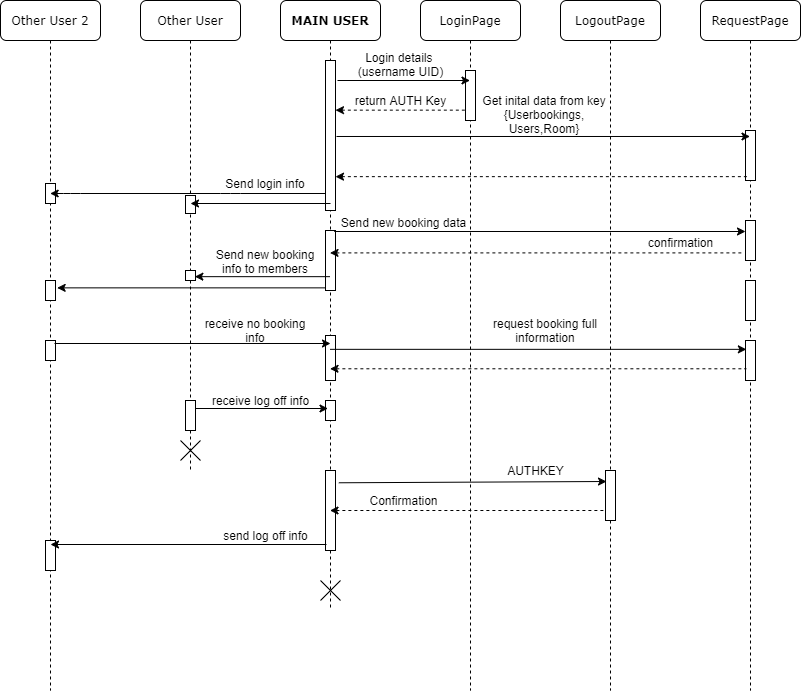 Other User 2
Other User
MAIN USER
LoginPage
LogoutPage
RequestPage
Login details
(username UID)
return AUTH Key
Get inital data from key
{Userbookings,
Users,Room}
Send login info
Send new booking data
confirmation
Send new booking
info to members
receive no booking
info
request booking full
information
receive log off info
AUTHKEY
Confirmation
send log off info